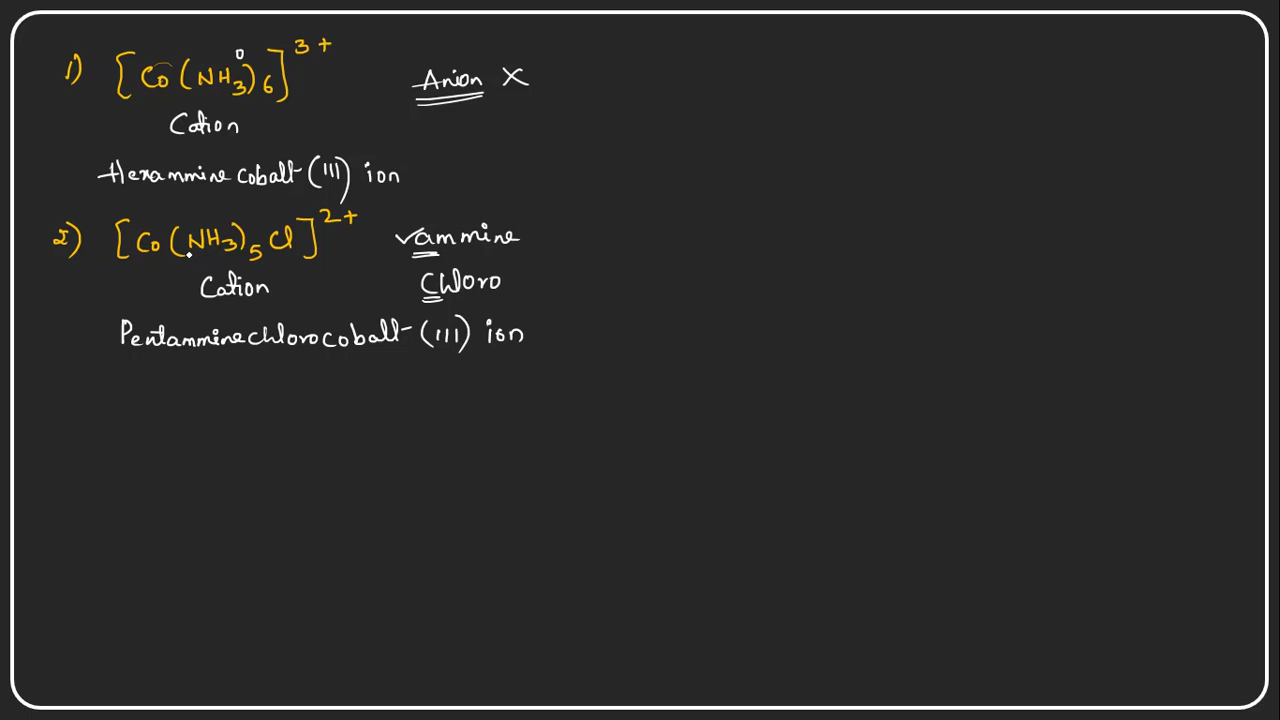 1) [Co(NH₃)₆]³⁺ Anion ×
0
Cation
Hexammine cobalt (III) ion
2) [Co(NH₃)₅Cl]²⁺ ✓ammine
Cation Chloro
Pentamminechlorocobalt (III) ion